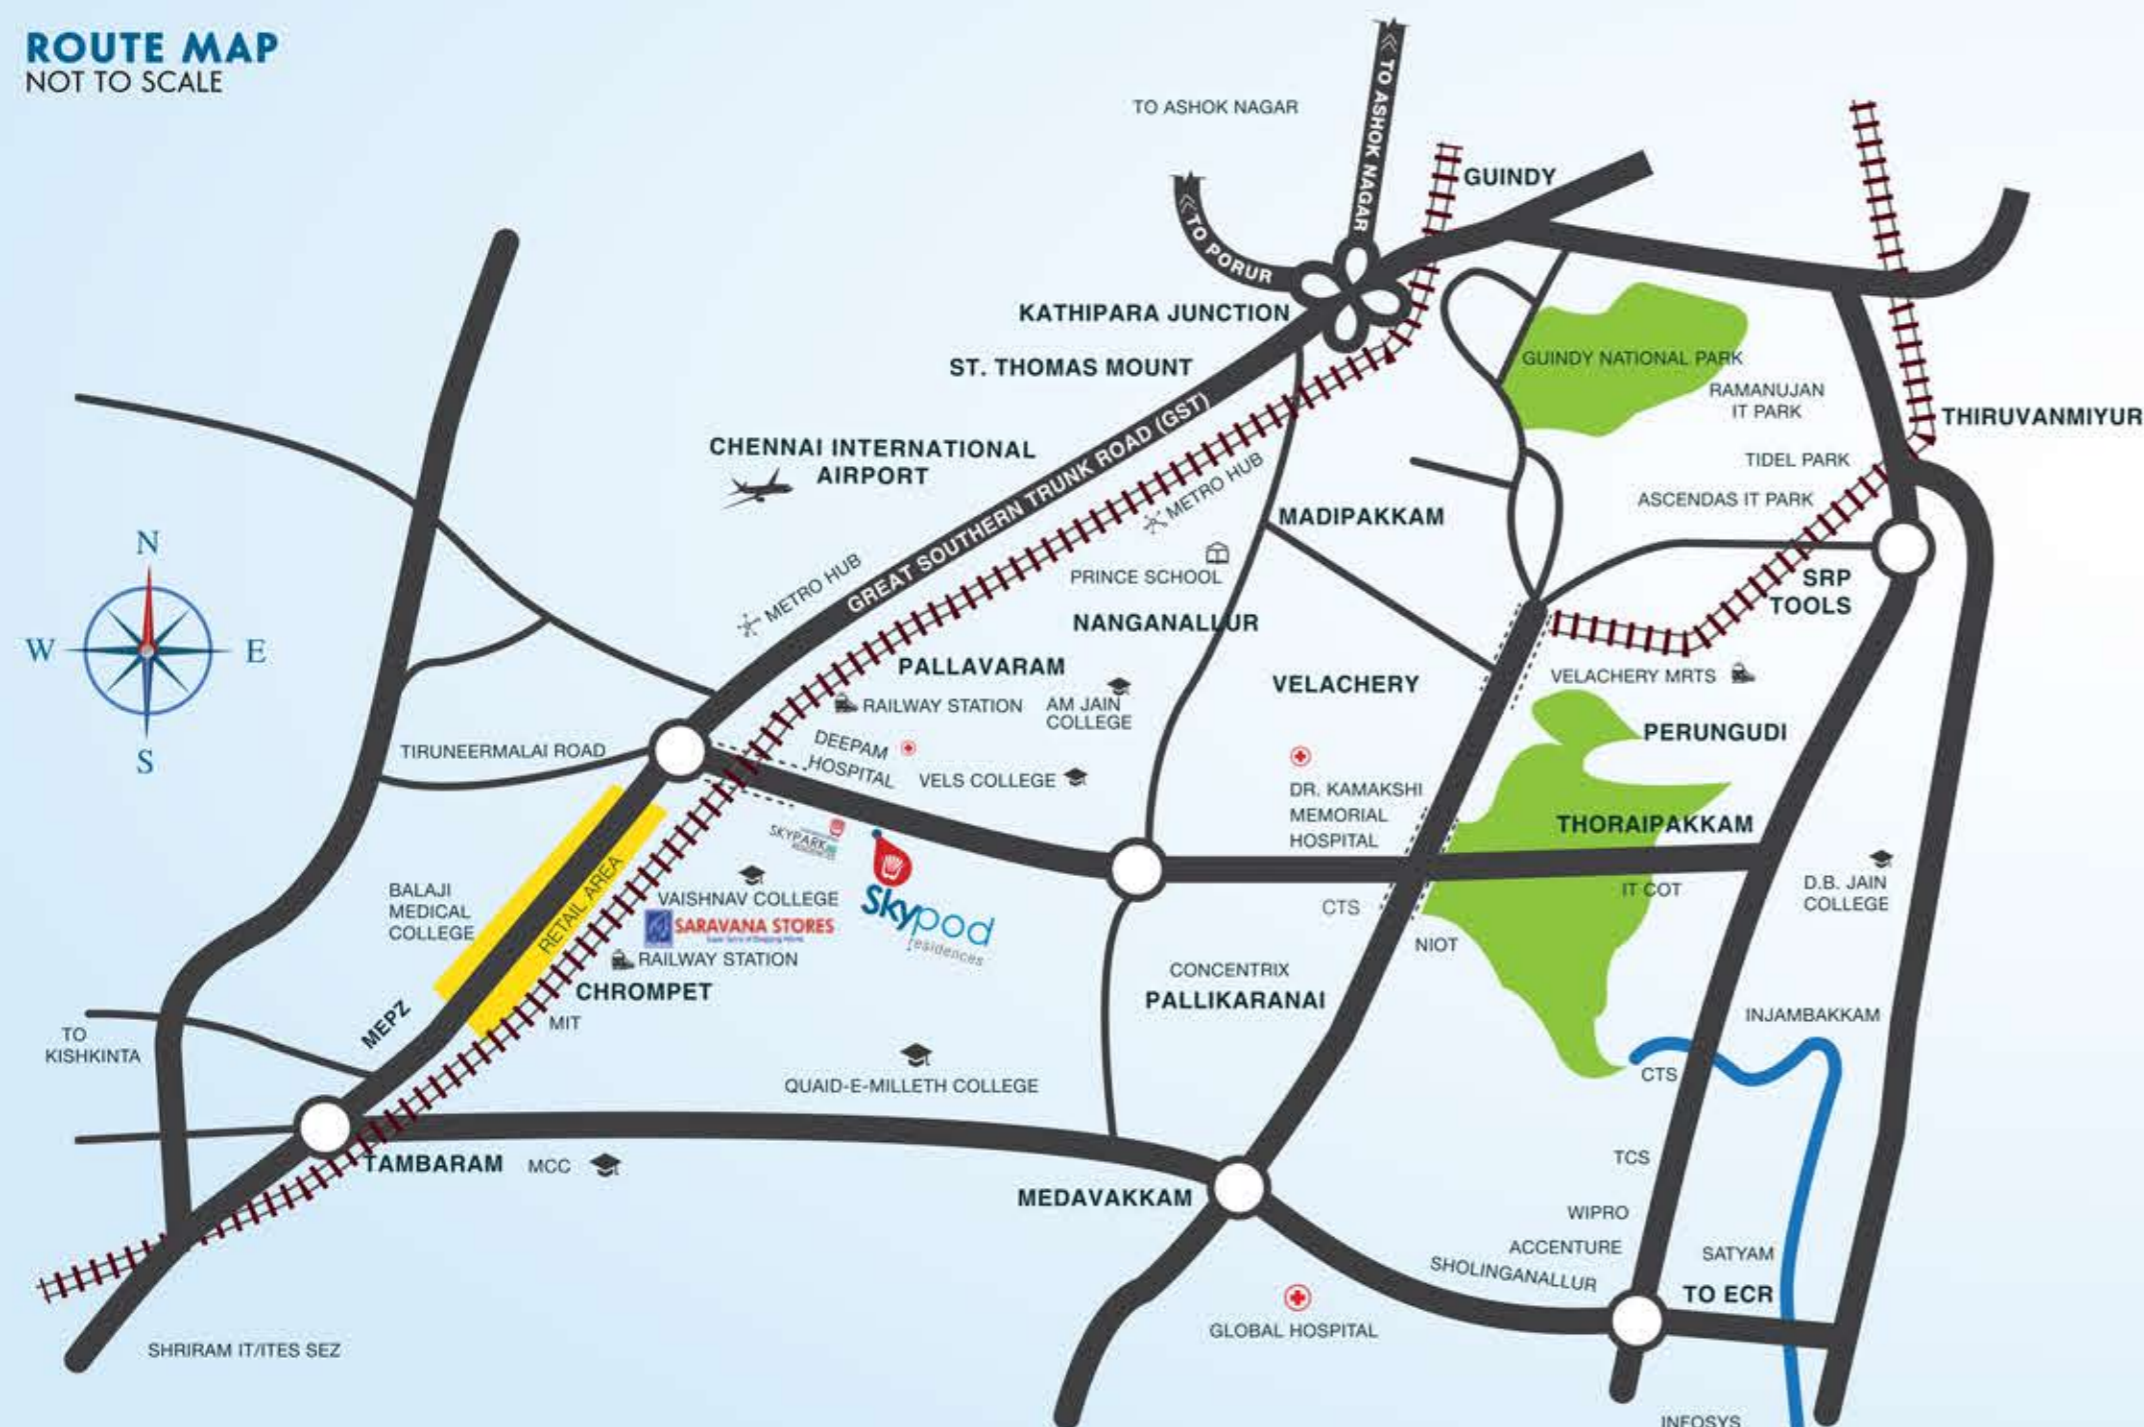 ROUTE MAP
NOT TO SCALE
TO ASHOK NAGAR
TO ASHOK NAGAR
GUINDY
TO PORUR
KATHIPARA JUNCTION
ST. THOMAS MOUNT
GUINDY NATIONAL PARK
RAMANUJAN
IT PARK
THIRUVANMIYUR
CHENNAI INTERNATIONAL
AIRPORT
GREAT SOUTHERN TRUNK ROAD (GST)
METRO HUB
TIDEL PARK
ASCENDAS IT PARK
MADIPAKKAM
N
W
E
S
METRO HUB
PRINCE SCHOOL
NANGANALLUR
SRP
TOOLS
PALLAVARAM
RAILWAY STATION
AM JAIN
COLLEGE
VELACHERY
VELACHERY MRTS
PERUNGUDI
TIRUNEERMALAI ROAD
DEEPAM
HOSPITAL
VELS COLLEGE
DR. KAMAKSHI
MEMORIAL
HOSPITAL
THORAIPAKKAM
SKYPARK
RESIDENCES
Skypod
residences
BALAJI
MEDICAL
COLLEGE
RETAIL AREA
VAISHNAV COLLEGE
SARAVANA STORES
RAILWAY STATION
CHROMPET
MIT
CTS
NIOT
IT COT
D.B. JAIN
COLLEGE
CONCENTRIX
PALLIKARANAI
INJAMBAKKAM
MEPZ
TO
KISHKINTA
QUAID-E-MILLETH COLLEGE
CTS
TAMBARAM
MCC
MEDAVAKKAM
TCS
WIPRO
ACCENTURE
SHOLINGANALLUR
SATYAM
TO ECR
GLOBAL HOSPITAL
SHRIRAM IT/ITES SEZ
INFOSYS